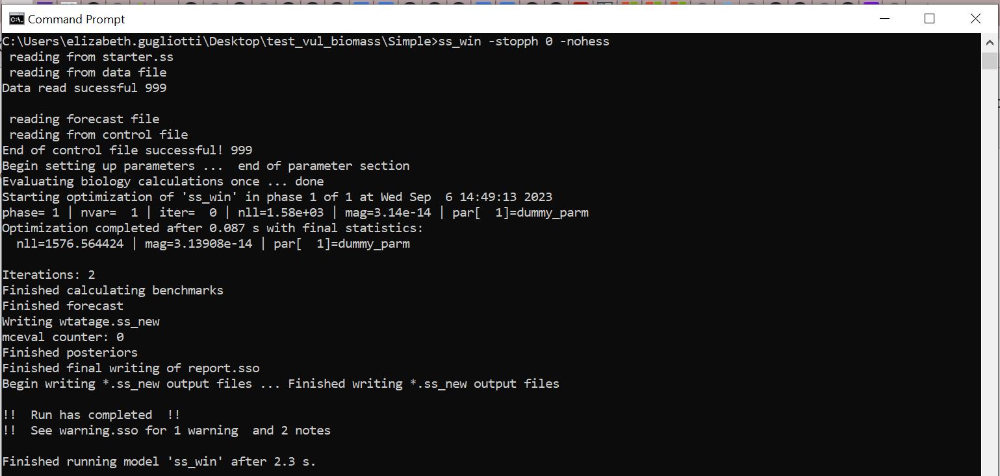 Command Prompt
C:\Users\elizabeth.gugliotti\Desktop\test_vul_biomass\Simple>ss_win -stopph 0 -nohess
 reading from starter.ss
 reading from data file
Data read sucessful 999

 reading forecast file
 reading from control file
End of control file successful! 999
Begin setting up parameters ...  end of parameter section
Evaluating biology calculations once ... done
Starting optimization of 'ss_win' in phase 1 of 1 at Wed Sep  6 14:49:13 2023
phase= 1 | nvar=  1 | iter=  0 | nll=1.58e+03 | mag=3.14e-14 | par[  1]=dummy_parm
Optimization completed after 0.087 s with final statistics:
  nll=1576.564424 | mag=3.13908e-14 | par[  1]=dummy_parm

Iterations: 2
Finished calculating benchmarks
Finished forecast
Writing wtatage.ss_new
mceval counter: 0
Finished posteriors
Finished final writing of report.sso
Begin writing *.ss_new output files ... Finished writing *.ss_new output files

!!  Run has completed  !!
!!  See warning.sso for 1 warning  and 2 notes

Finished running model 'ss_win' after 2.3 s.